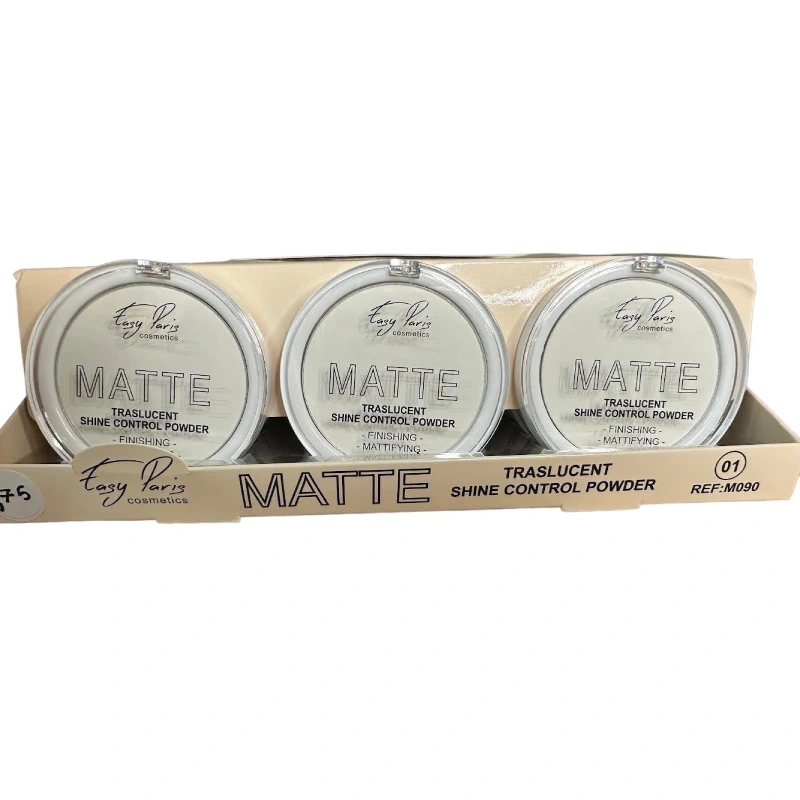 Easy Paris
cosmetics
MATTE
TRASLUCENT
SHINE CONTROL POWDER
- FINISHING -
Easy Paris
cosmetics
MATTE
TRASLUCENT
SHINE CONTROL POWDER
- FINISHING -
- MATTIFYING -
Easy Paris
cosmetics
MATTE
TRASLUCENT
SHINE CONTROL POWDER
- FINISHING -
- MATTIFYING -
75
Easy Paris
cosmetics
MATTE
TRASLUCENT
SHINE CONTROL POWDER
01
REF:M090